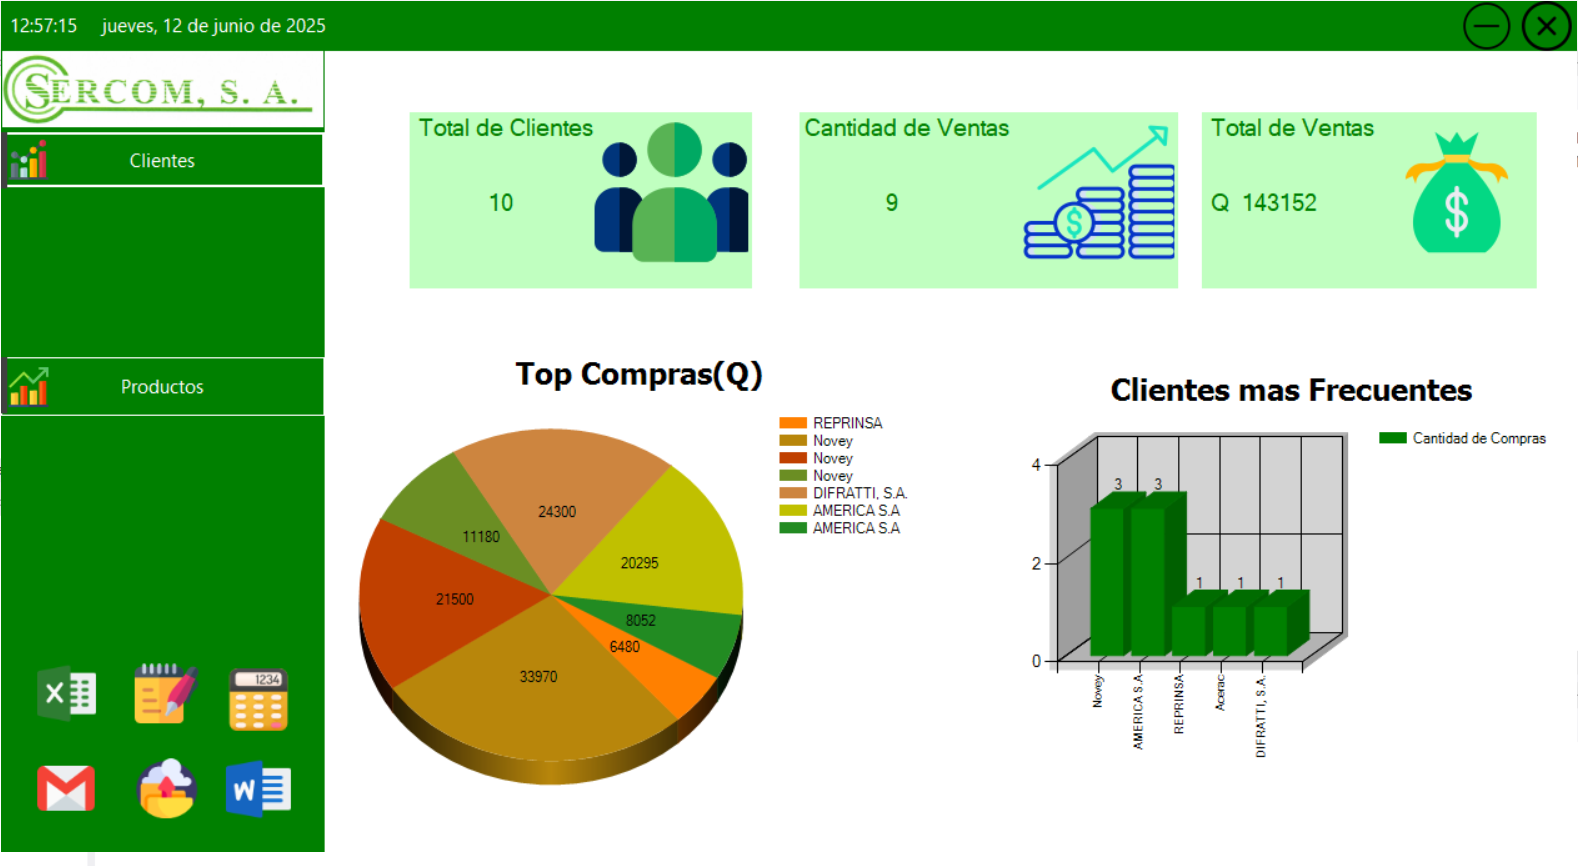 12:57:15 jueves, 12 de junio de 2025
SERCOM, S. A.
Clientes
Productos
1234
X
W
Total de Clientes
10
Cantidad de Ventas
9
$
Total de Ventas
Q 143152
$
Top Compras(Q)
REPRINSA
Novey
Novey
Novey
DIFRATTI, S.A.
AMERICA S.A
AMERICA S.A
24300
11180
20295
21500
8052
6480
33970
Clientes mas Frecuentes
Cantidad de Compras
4
2
0
3
3
1
1
1
Novey
AMERICA S.A
REPRINSA
Acerac
DIFRATTI, S.A.